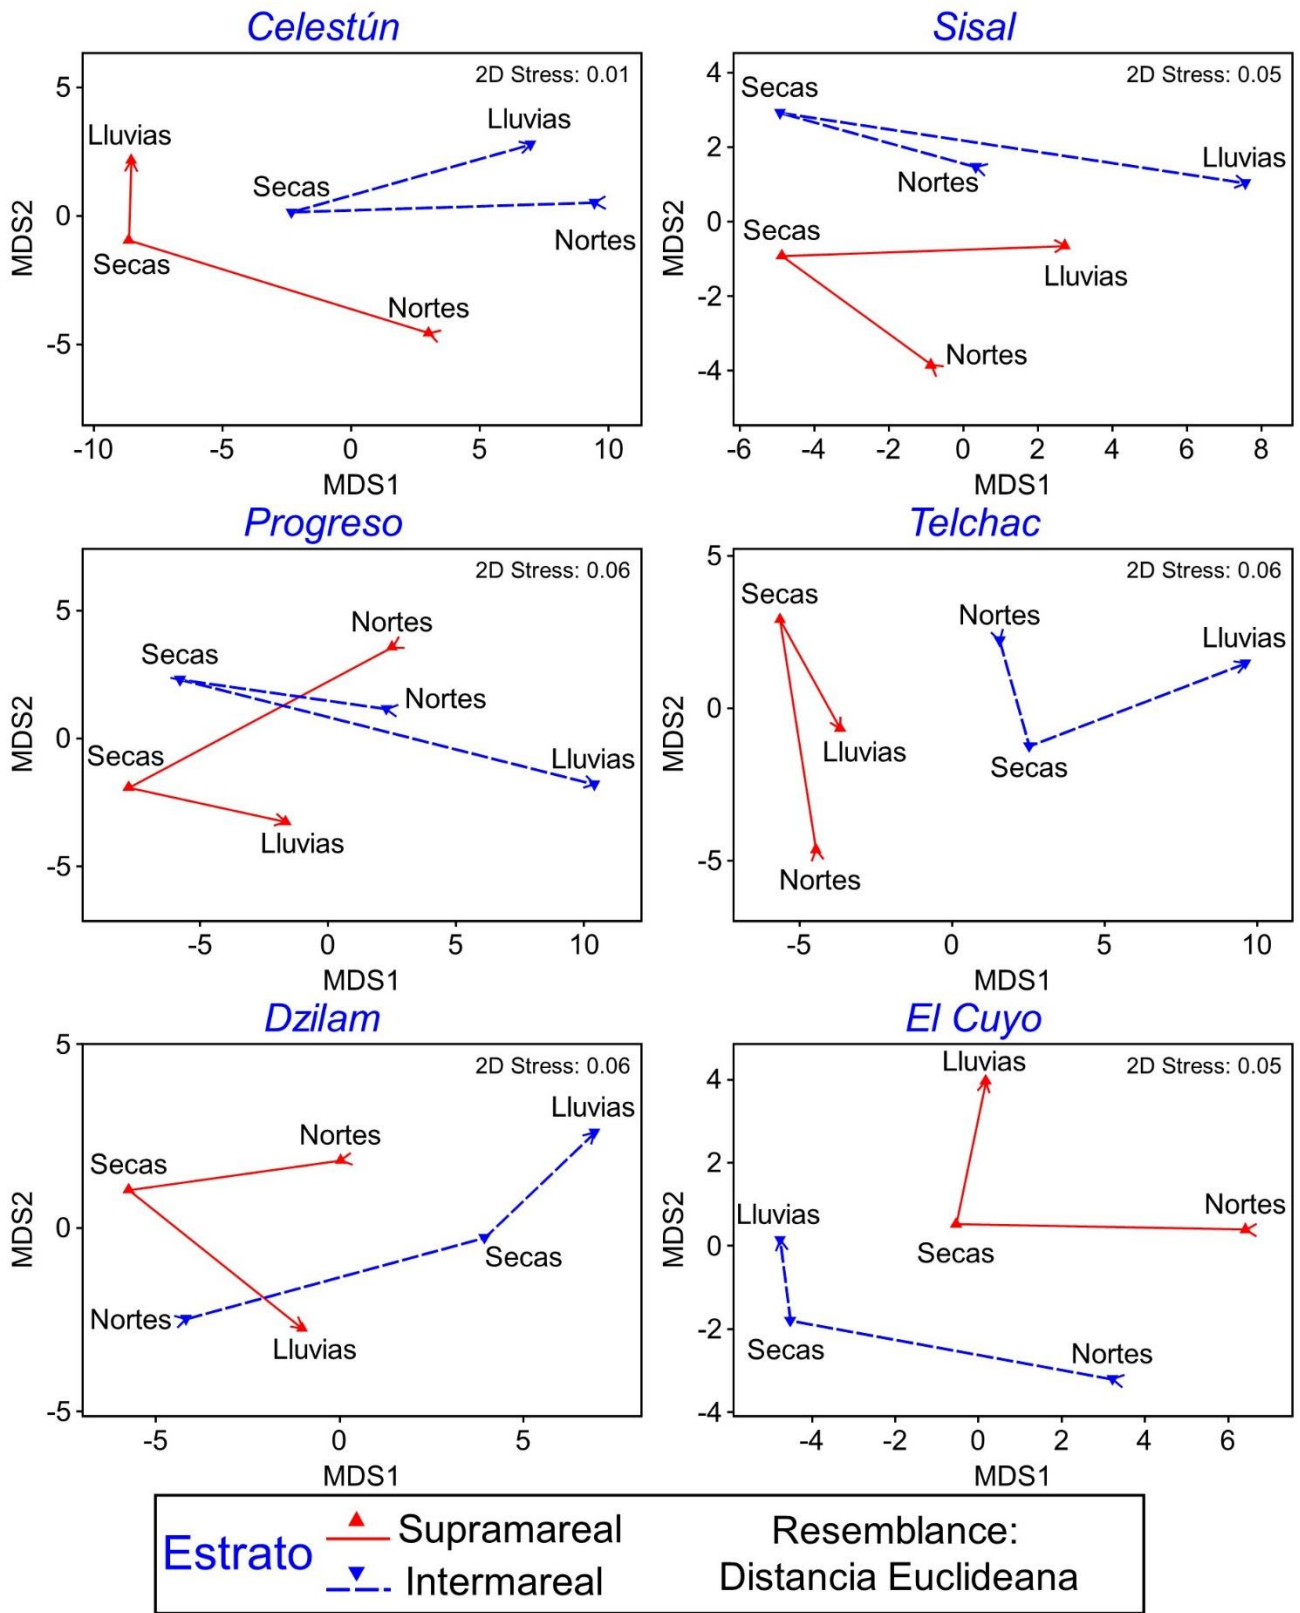 Celestún
2D Stress: 0.01
5
0
-5
MDS2
Lluvias
Secas
Nortes
Secas
Lluvias
Nortes
-10
-5
0
5
10
MDS1
Sisal
2D Stress: 0.05
4
2
0
-2
-4
MDS2
Secas
Nortes
Lluvias
Secas
Lluvias
Nortes
-6
-4
-2
0
2
4
6
8
MDS1
Progreso
2D Stress: 0.06
5
0
-5
MDS2
Nortes
Secas
Nortes
Secas
Lluvias
Lluvias
-5
0
5
10
MDS1
Telchac
2D Stress: 0.06
5
0
-5
MDS2
Secas
Nortes
Lluvias
Lluvias
Secas
Nortes
-5
0
5
10
MDS1
Dzilam
2D Stress: 0.06
5
0
-5
MDS2
Lluvias
Nortes
Secas
Secas
Nortes
Lluvias
-5
0
5
MDS1
El Cuyo
2D Stress: 0.05
4
2
0
-2
-4
MDS2
Lluvias
Lluvias
Nortes
Secas
Secas
Nortes
-4
-2
0
2
4
6
MDS1
Estrato
Supramareal
Intermareal
Resemblance:
Distancia Euclideana